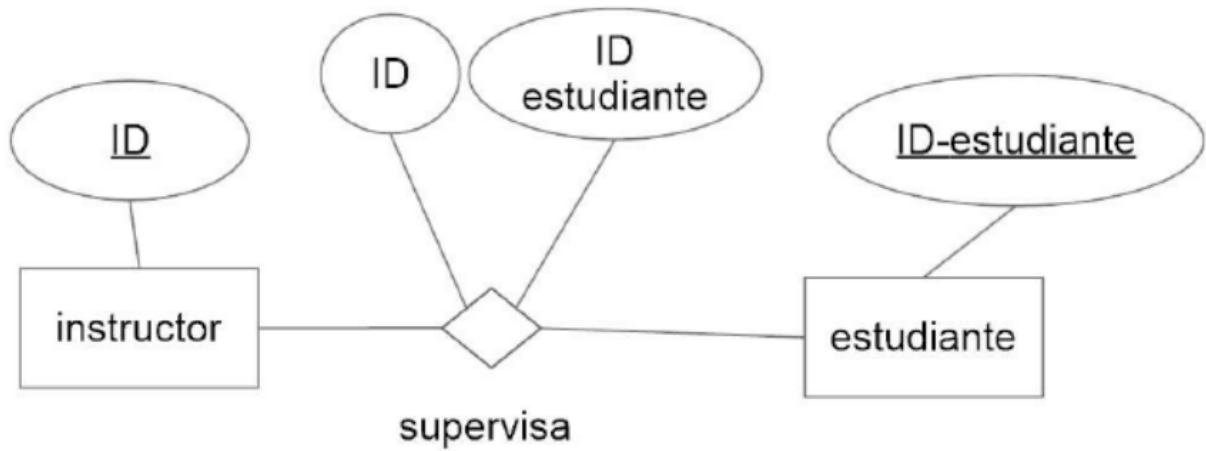 ID
ID
ID
estudiante
ID-estudiante
instructor
estudiante
supervisa